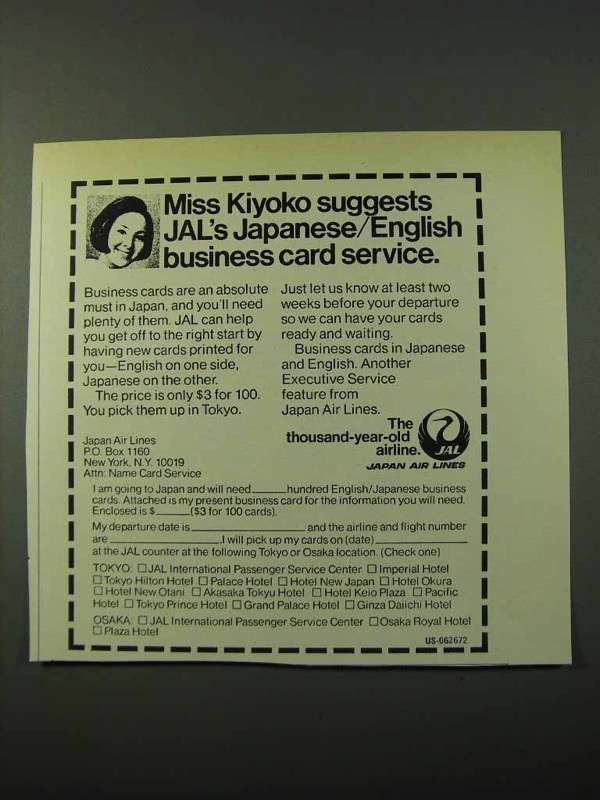 Miss Kiyoko suggests
JAL's Japanese/English
business card service.
Business cards are an absolute
must in Japan, and you'll need
plenty of them. JAL can help
you get off to the right start by
having new cards printed for
you—English on one side,
Japanese on the other.
The price is only $3 for 100.
You pick them up in Tokyo.
Just let us know at least two
weeks before your departure
so we can have your cards
ready and waiting.
Business cards in Japanese
and English. Another
Executive Service
feature from
Japan Air Lines.
The
thousand-year-old
airline.
JAL
JAPAN AIR LINES
Japan Air Lines
P.O. Box 1160
New York, N.Y. 10019
Attn: Name Card Service
I am going to Japan and will need______hundred English/Japanese business
cards. Attached is my present business card for the information you will need.
Enclosed is $______($3 for 100 cards).
My departure date is____________________and the airline and flight number
are____________________. I will pick up my cards on (date)____________________
at the JAL counter at the following Tokyo or Osaka location. (Check one)
TOKYO: ☐ JAL International Passenger Service Center ☐ Imperial Hotel
☐ Tokyo Hilton Hotel ☐ Palace Hotel ☐ Hotel New Japan ☐ Hotel Okura
☐ Hotel New Otani ☐ Akasaka Tokyu Hotel ☐ Hotel Keio Plaza ☐ Pacific
Hotel ☐ Tokyo Prince Hotel ☐ Grand Palace Hotel ☐ Ginza Daiichi Hotel
OSAKA: ☐ JAL International Passenger Service Center ☐ Osaka Royal Hotel
☐ Plaza Hotel
US-062672